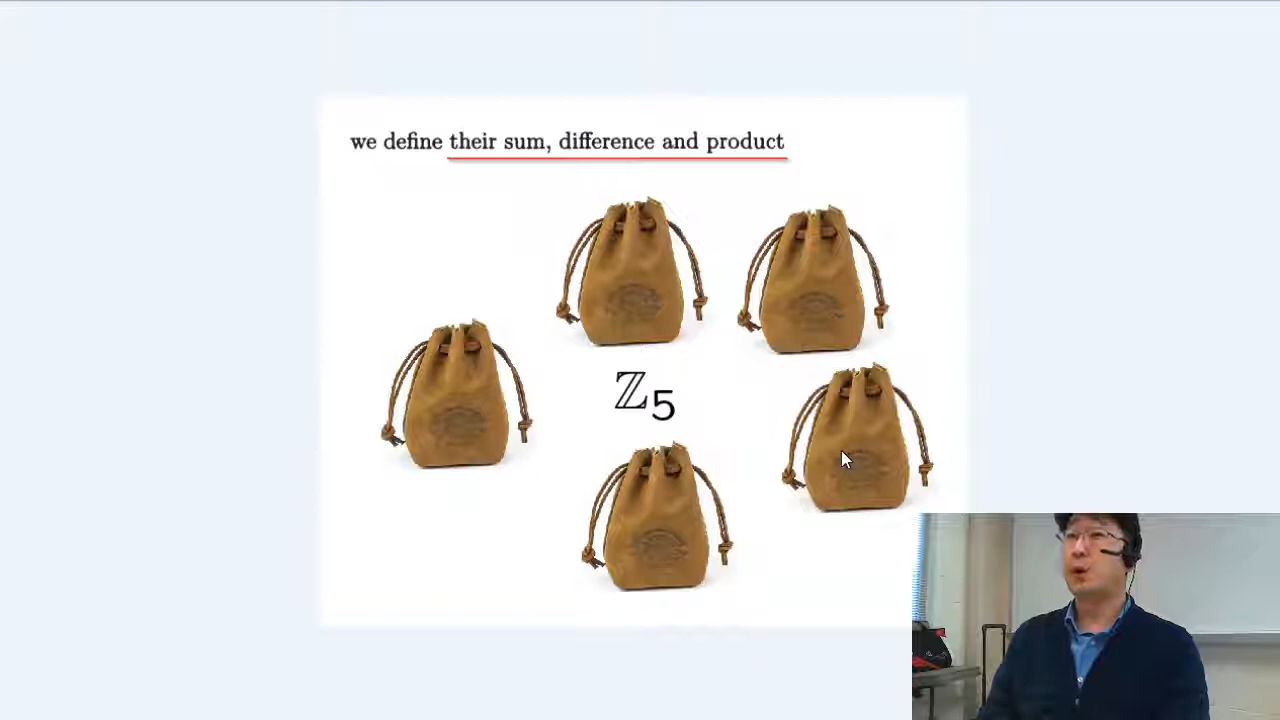 we define their sum, difference and product
ℤ₅